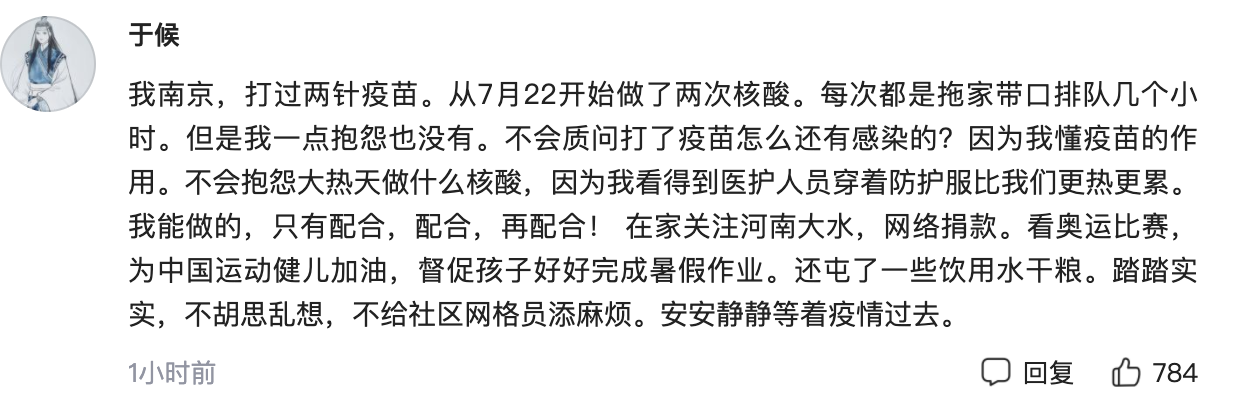 于候
我南京，打过两针疫苗。从7月22开始做了两次核酸。每次都是拖家带口排队几个小
时。但是我一点抱怨也没有。不会质问打了疫苗怎么还有感染的？因为我懂疫苗的作
用。不会抱怨大热天做什么核酸，因为我看得到医护人员穿着防护服比我们更热更累。
我能做的，只有配合，配合，再配合！ 在家关注河南大水，网络捐款。看奥运比赛，
为中国运动健儿加油，督促孩子好好完成暑假作业。还屯了一些饮用水干粮。踏踏实
实，不胡思乱想，不给社区网格员添麻烦。安安静静等着疫情过去。
1小时前 回复 784